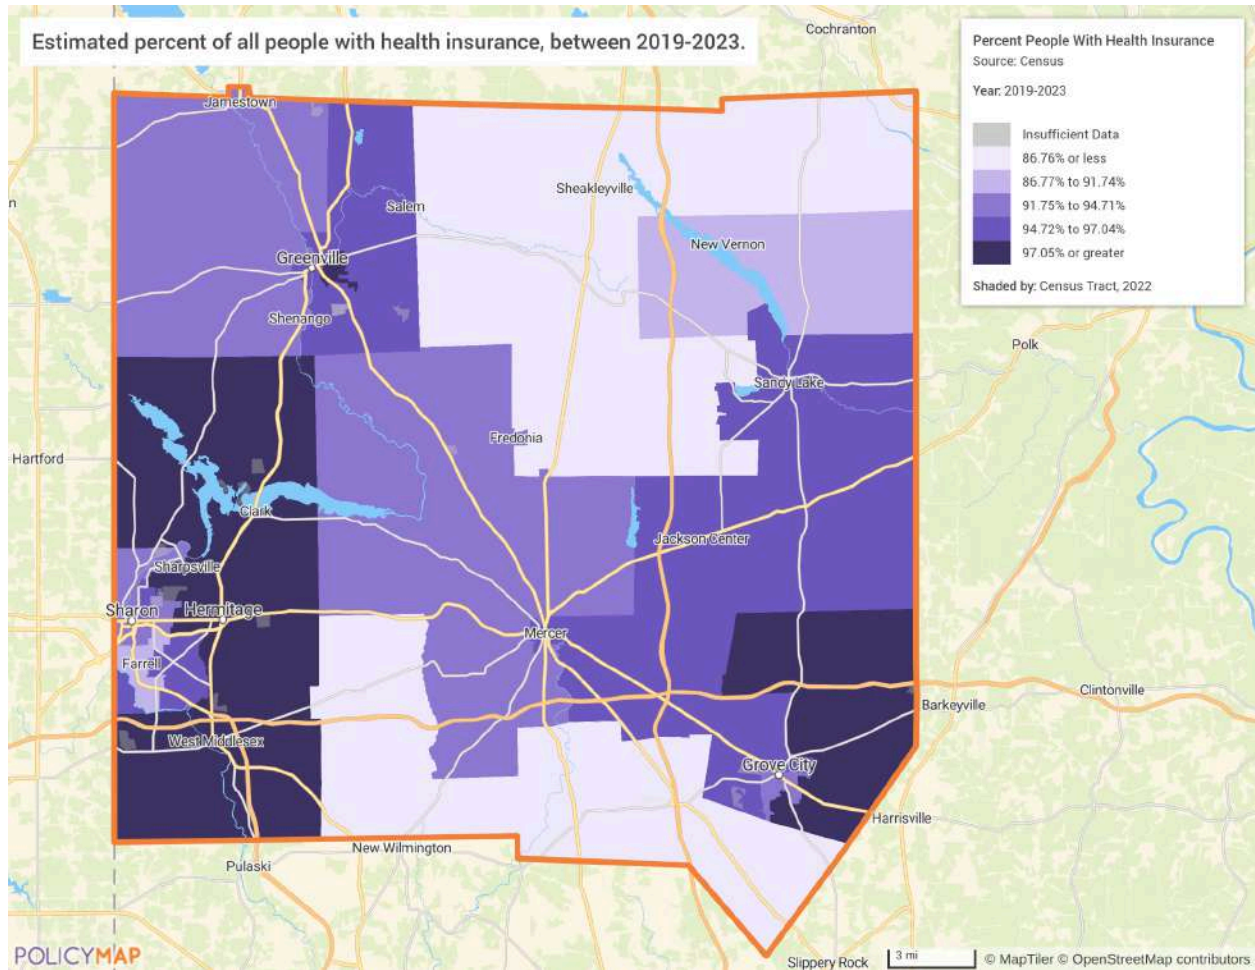 Cochranton
Estimated percent of all people with health insurance, between 2019-2023.
Percent People With Health Insurance
Source: Census
Year: 2019-2023
Insufficient Data
86.76% or less
86.77% to 91.74%
91.75% to 94.71%
94.72% to 97.04%
97.05% or greater
Shaded by: Census Tract, 2022
Jamestown
Sheakleyville
n
Salem
New Vernon
Greenville
Shenango
Polk
Sandy Lake
Fredonia
Hartford
Clark
Jackson Center
Sharpsville
Sharon
Hermitage
Mercer
Farrell
Clintonville
Barkeyville
West Middlesex
Grove City
Harrisville
New Wilmington
Pulaski
POLICYMAP
Slippery Rock
3 mi
© MapTiler © OpenStreetMap contributors